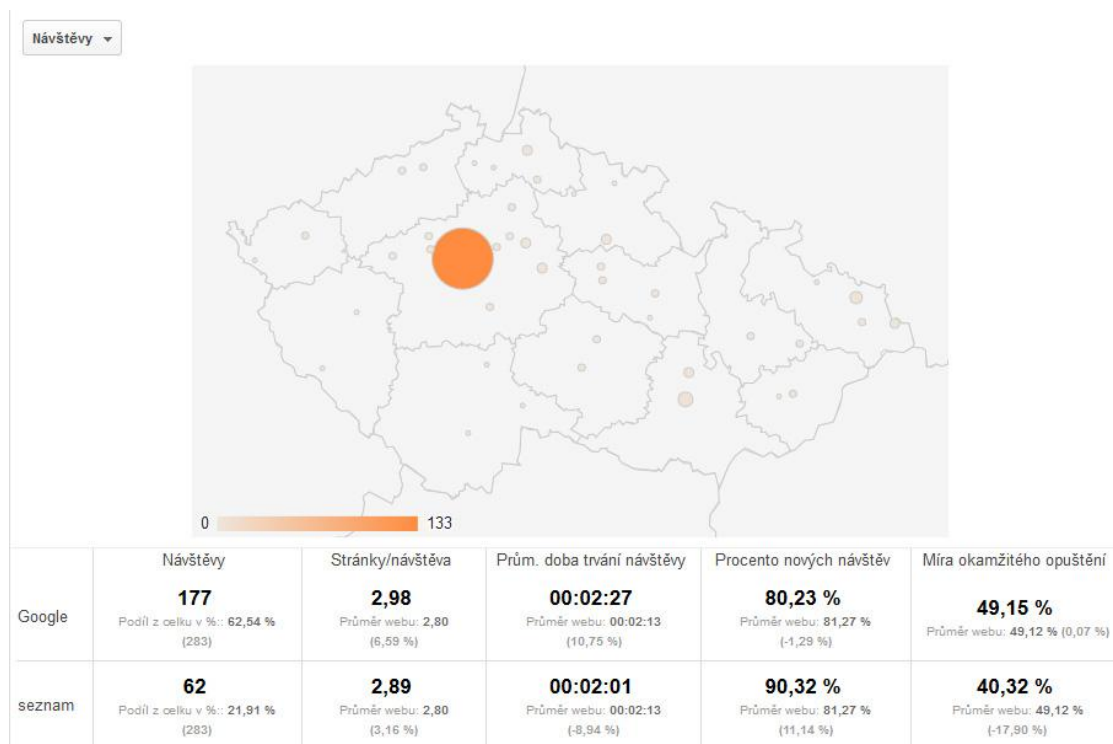 Návštěvy
0 133
Návštěvy Stránky/návštěva Prům. doba trvání návštěvy Procento nových návštěv Míra okamžitého opuštění
Google
177
Podíl z celku v %:: 62,54 %
(283)
2,98
Průměr webu: 2,80
(6,59 %)
00:02:27
Průměr webu: 00:02:13
(10,75 %)
80,23 %
Průměr webu: 81,27 %
(-1,29 %)
49,15 %
Průměr webu: 49,12 % (0,07 %)
seznam
62
Podíl z celku v %:: 21,91 %
(283)
2,89
Průměr webu: 2,80
(3,16 %)
00:02:01
Průměr webu: 00:02:13
(-8,94 %)
90,32 %
Průměr webu: 81,27 %
(11,14 %)
40,32 %
Průměr webu: 49,12 %
(-17,90 %)